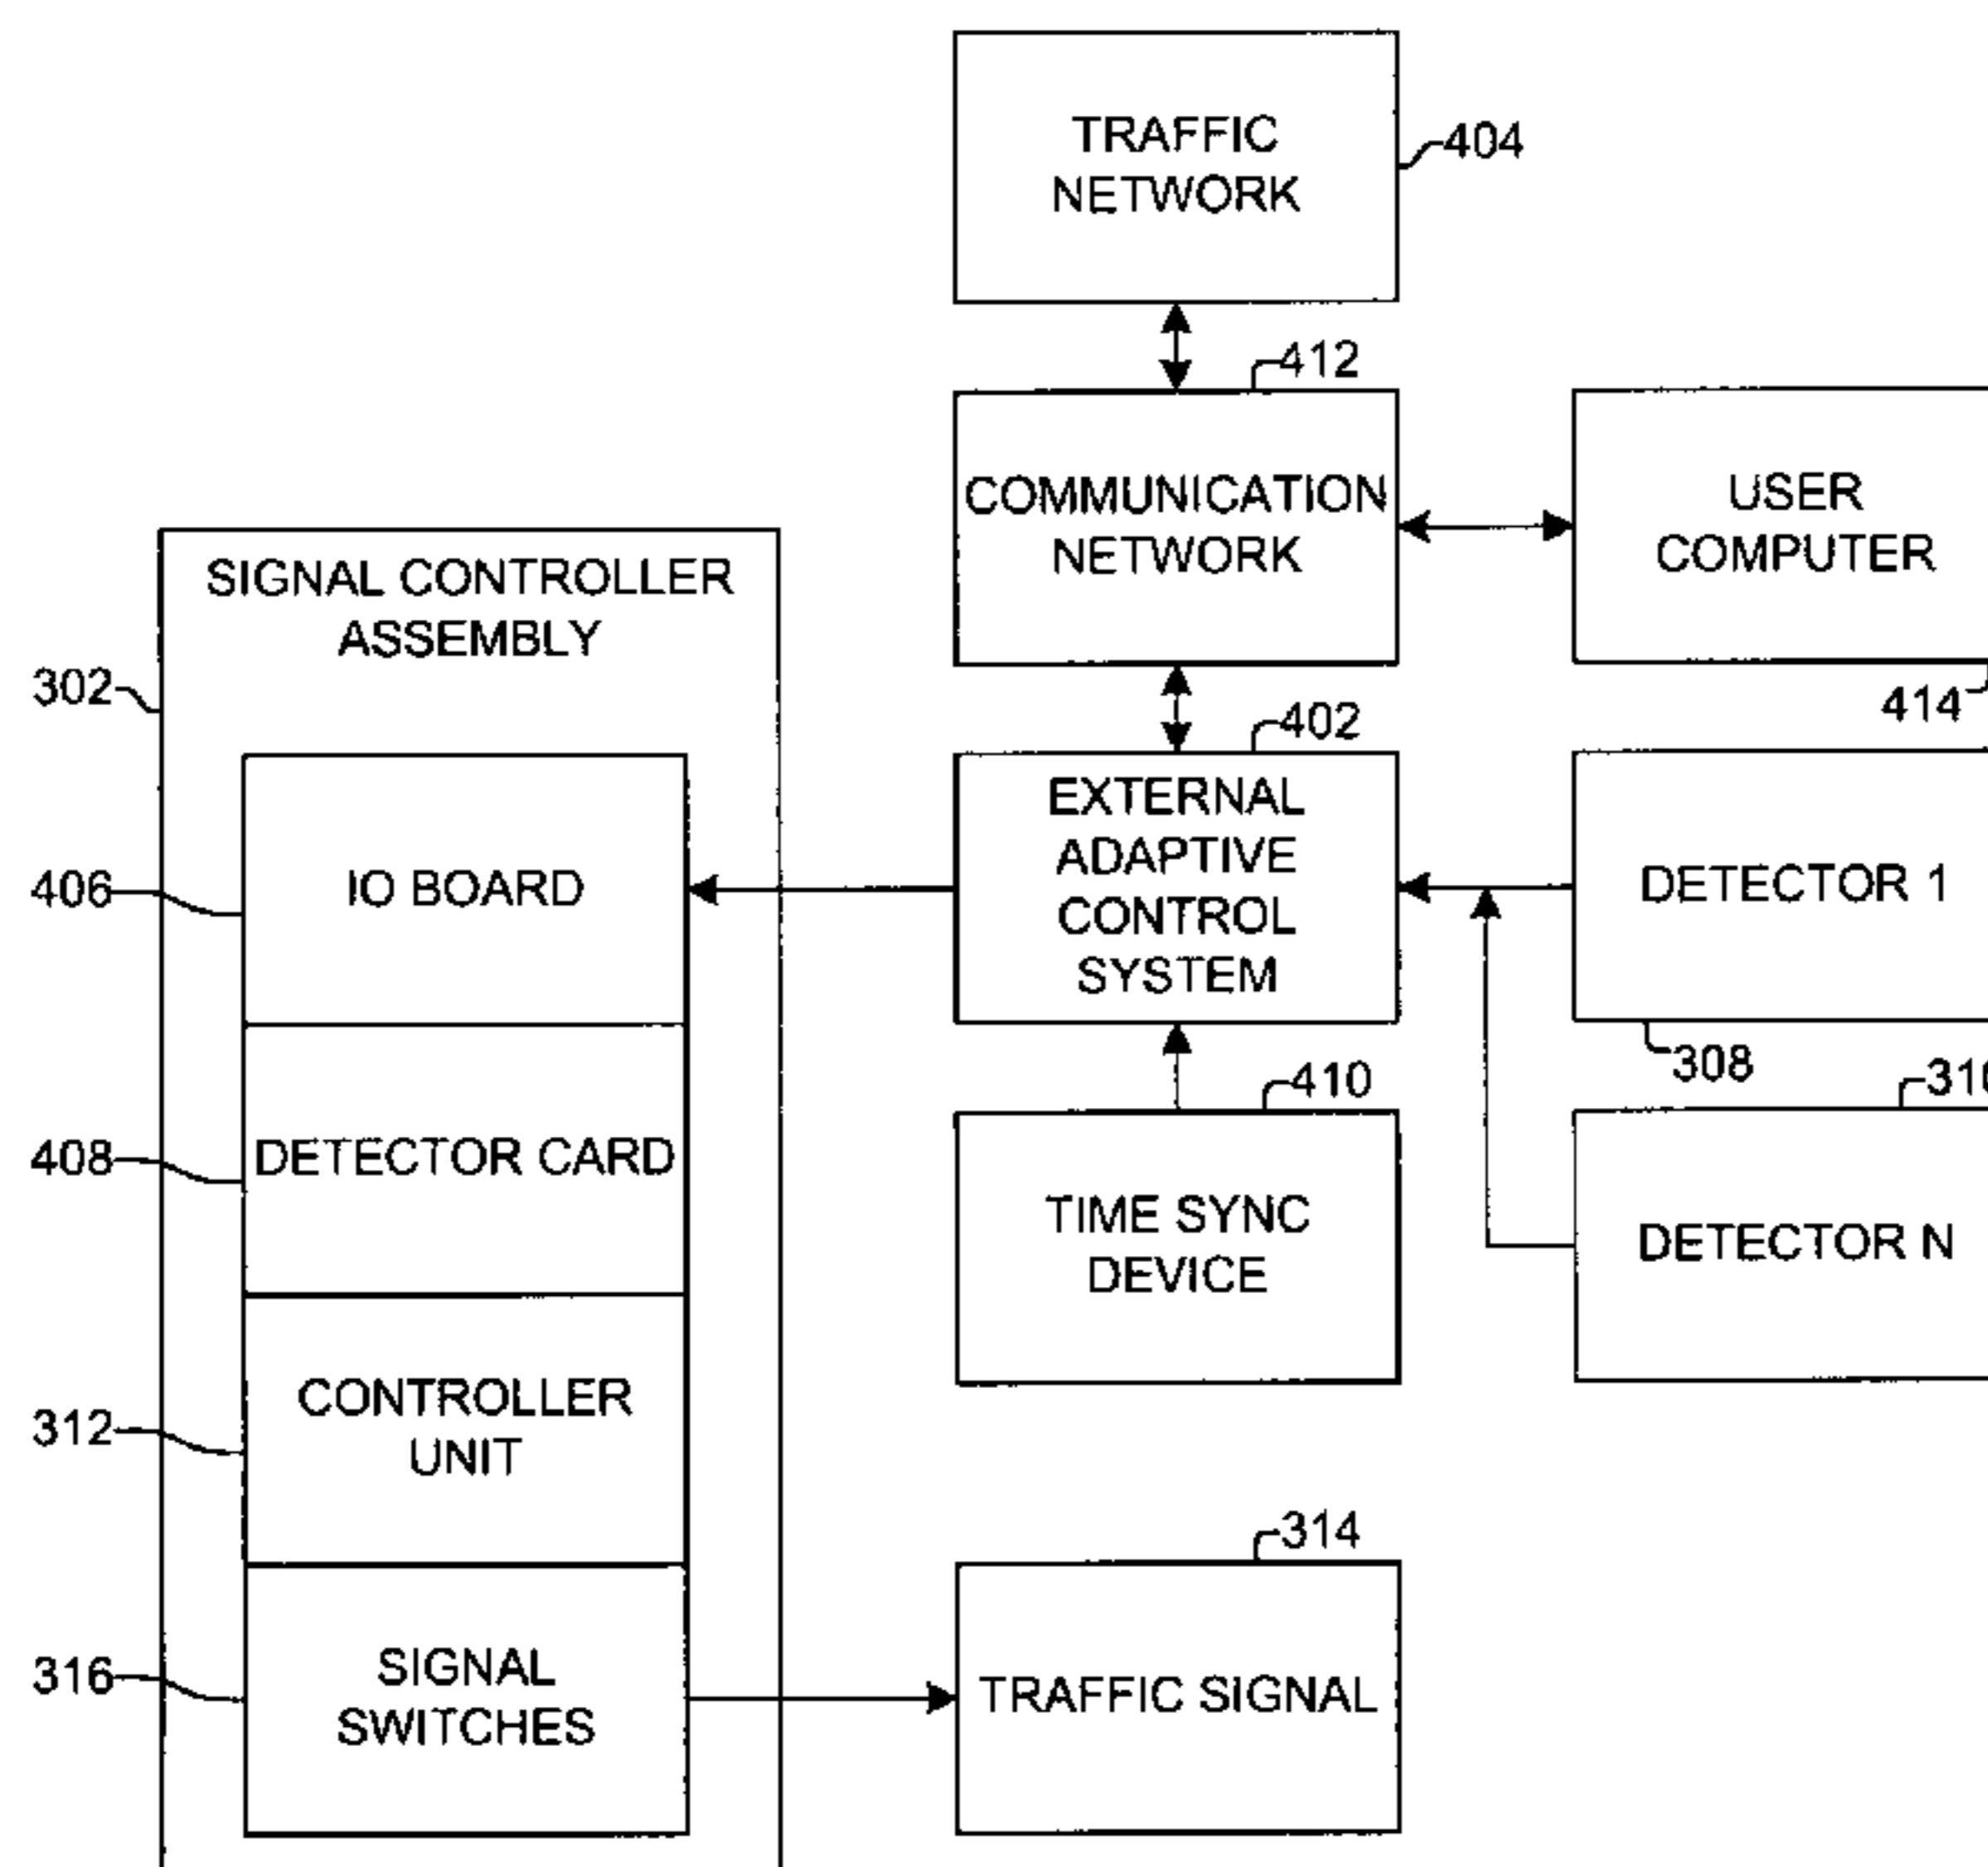 TRAFFIC
NETWORK
404
412
COMMUNICATION
NETWORK
USER
COMPUTER
414
SIGNAL CONTROLLER
ASSEMBLY
302
402
EXTERNAL
ADAPTIVE
CONTROL
SYSTEM
406
IO BOARD
DETECTOR 1
308
410
408
DETECTOR CARD
TIME SYNC
DEVICE
DETECTOR N
312
CONTROLLER
UNIT
314
316
SIGNAL
SWITCHES
TRAFFIC SIGNAL